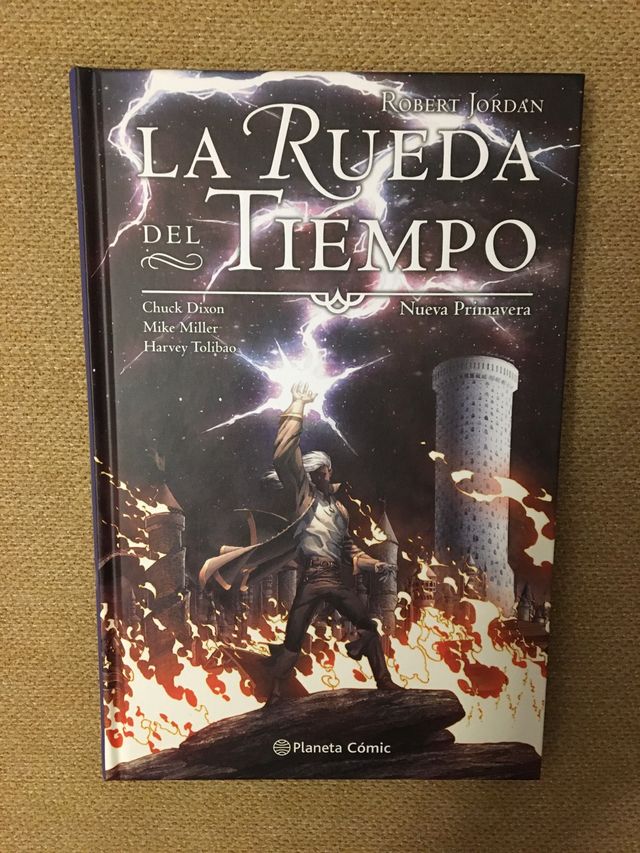 Robert Jordan
La Rueda
del Tiempo
Chuck Dixon
Mike Miller
Harvey Tolibao
Nueva Primavera
Planeta Cómic